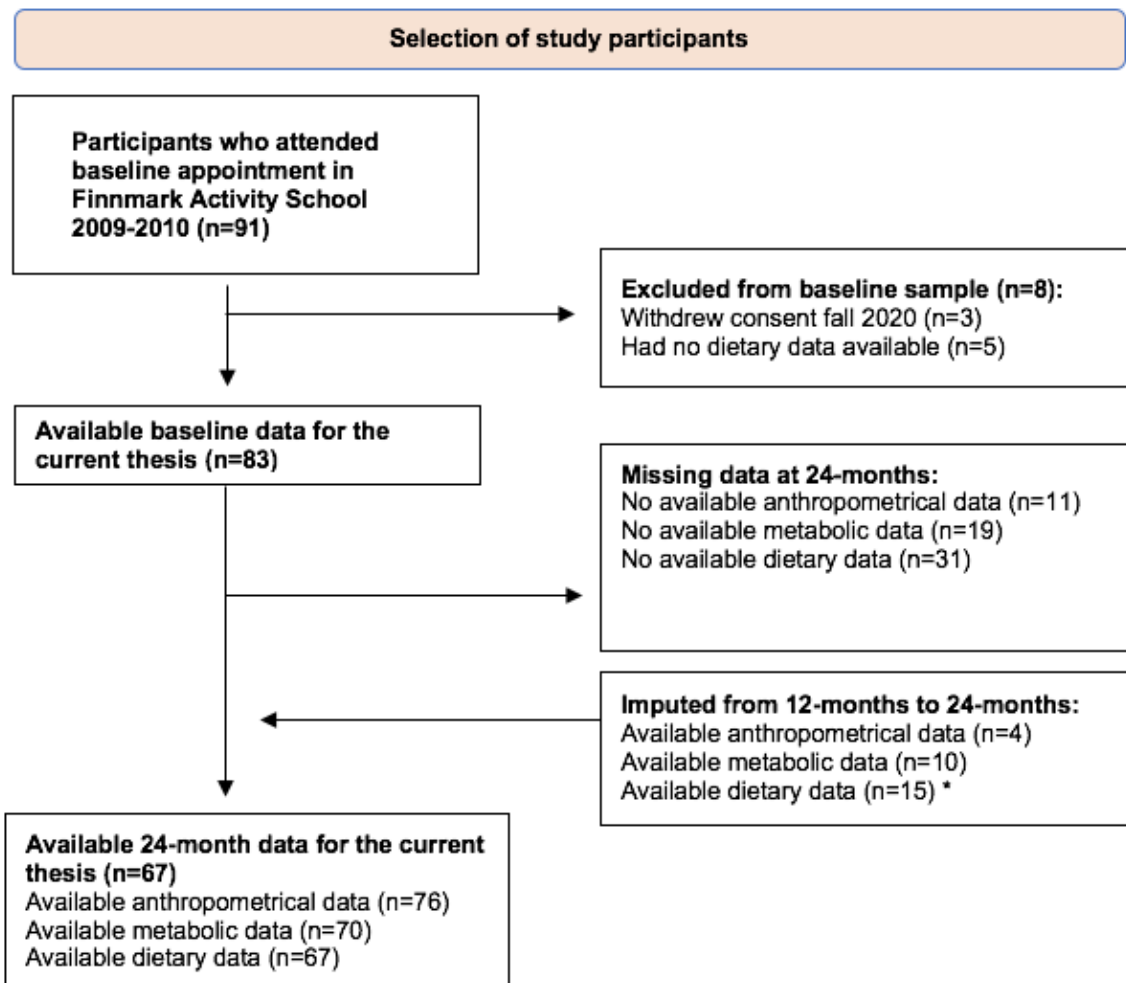 Selection of study participants
Participants who attended
baseline appointment in
Finnmark Activity School
2009-2010 (n=91)
Excluded from baseline sample (n=8):
Withdrew consent fall 2020 (n=3)
Had no dietary data available (n=5)
Available baseline data for the
current thesis (n=83)
Missing data at 24-months:
No available anthropometrical data (n=11)
No available metabolic data (n=19)
No available dietary data (n=31)
Imputed from 12-months to 24-months:
Available anthropometrical data (n=4)
Available metabolic data (n=10)
Available dietary data (n=15) *
Available 24-month data for the current
thesis (n=67)
Available anthropometrical data (n=76)
Available metabolic data (n=70)
Available dietary data (n=67)